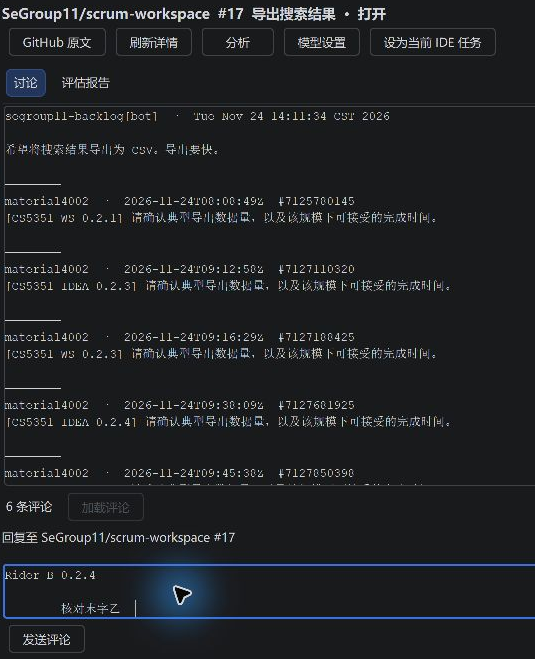 SeGroup11/scrum-workspace #17 导出搜索结果 • 打开
GitHub 原文 刷新详情 分析 模型设置 设为当前 IDE 任务
讨论 评估报告
segroup11-backlog[bot] · Tue Nov 24 14:11:34 CST 2026
希望将搜索结果导出为 CSV。导出要快。
material4002 · 2026-11-24T08:08:49Z #7125780145
[CS5351 WS 0.2.1] 请确认典型导出数据量，以及该规模下可接受的完成时间。
material4002 · 2026-11-24T09:12:58Z #7127110320
[CS5351 IDEA 0.2.3] 请确认典型导出数据量，以及该规模下可接受的完成时间。
material4002 · 2026-11-24T09:16:29Z #7127188425
[CS5351 WS 0.2.3] 请确认典型导出数据量，以及该规模下可接受的完成时间。
material4002 · 2026-11-24T09:38:09Z #7127681925
[CS5351 IDEA 0.2.4] 请确认典型导出数据量，以及该规模下可接受的完成时间。
material4002 · 2026-11-24T09:45:38Z #7127850398
6 条评论 加载评论
回复至 SeGroup11/scrum-workspace #17
Rider B 0.2.4
核对末字乙
发送评论